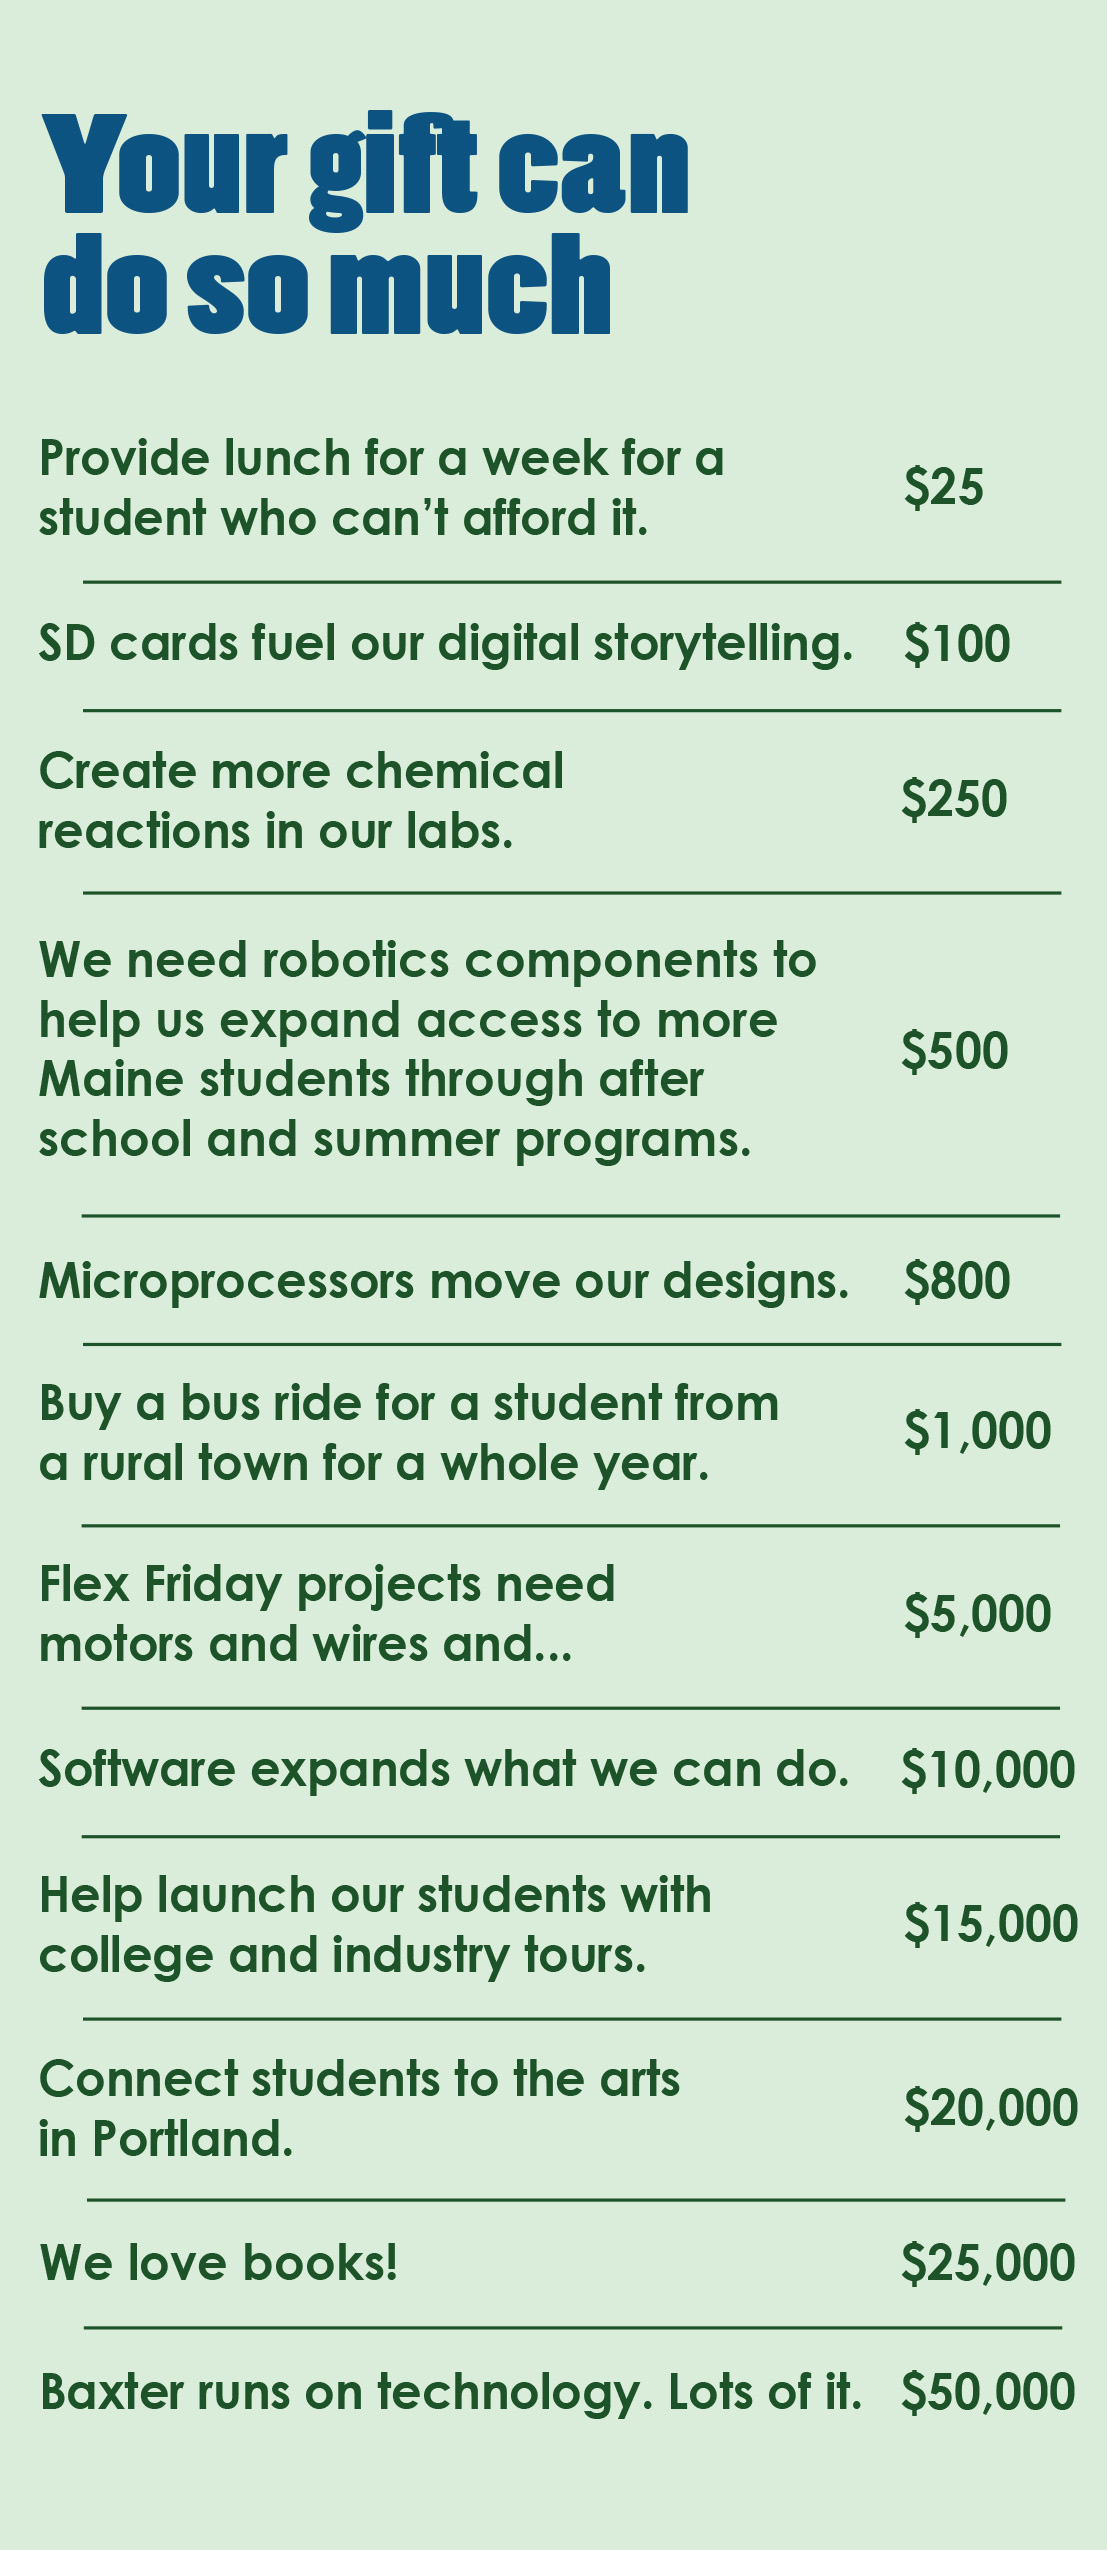 Your gift can
do so much
Provide lunch for a week for a
student who can’t afford it.
$25
SD cards fuel our digital storytelling. $100
Create more chemical
reactions in our labs.
$250
We need robotics components to
help us expand access to more
Maine students through after
school and summer programs.
$500
Microprocessors move our designs. $800
Buy a bus ride for a student from
a rural town for a whole year.
$1,000
Flex Friday projects need
motors and wires and...
$5,000
Software expands what we can do. $10,000
Help launch our students with
college and industry tours.
$15,000
Connect students to the arts
in Portland.
$20,000
We love books! $25,000
Baxter runs on technology. Lots of it. $50,000